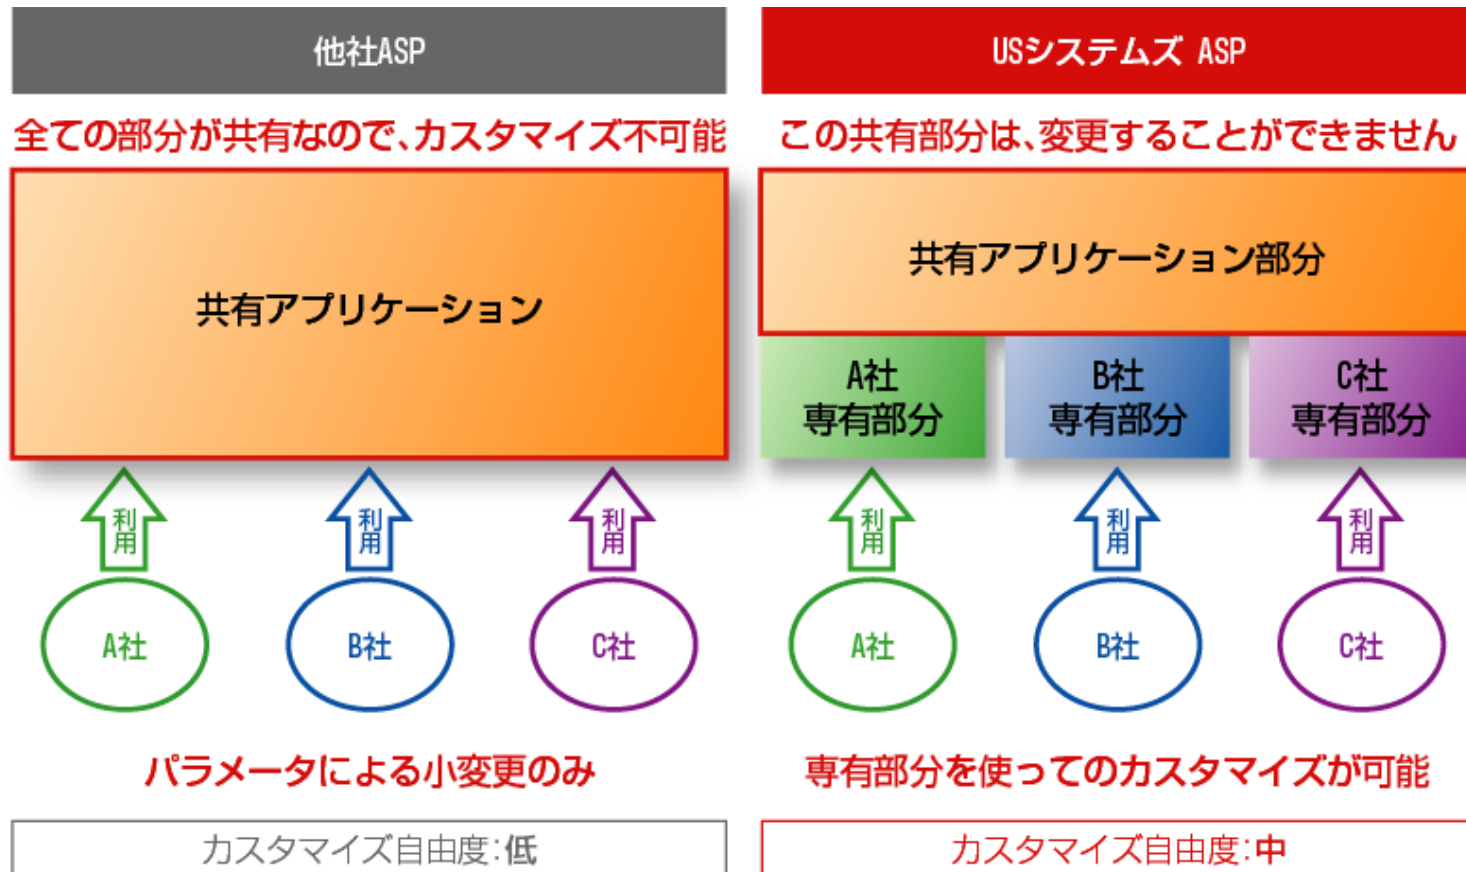 他社ASP
全ての部分が共有なので、カスタマイズ不可能
共有アプリケーション
利用
利用
利用
A社
B社
C社
パラメータによる小変更のみ
カスタマイズ自由度:低
USシステムズ ASP
この共有部分は、変更することができません
共有アプリケーション部分
A社
専有部分
B社
専有部分
C社
専有部分
利用
利用
利用
A社
B社
C社
専有部分を使ってのカスタマイズが可能
カスタマイズ自由度:中